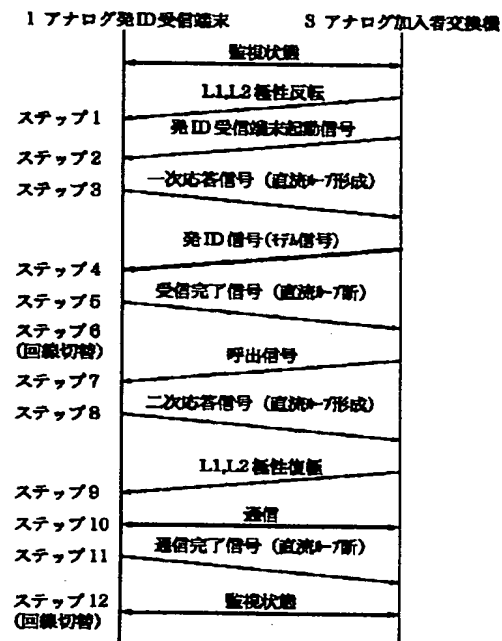 1 アナログ発ID受信端末
3 アナログ加入者交換機
監視状態
L1,L2極性反転
ステップ1
発ID受信端末起動信号
ステップ2
一次応答信号(直流ループ形成)
ステップ3
発ID信号(モデム信号)
ステップ4
受信完了信号(直流ループ断)
ステップ5
ステップ6
(回線切替)
呼出信号
ステップ7
二次応答信号(直流ループ形成)
ステップ8
L1,L2極性復極
ステップ9
通信
ステップ10
通信完了信号(直流ループ断)
ステップ11
監視状態
ステップ12
(回線切替)